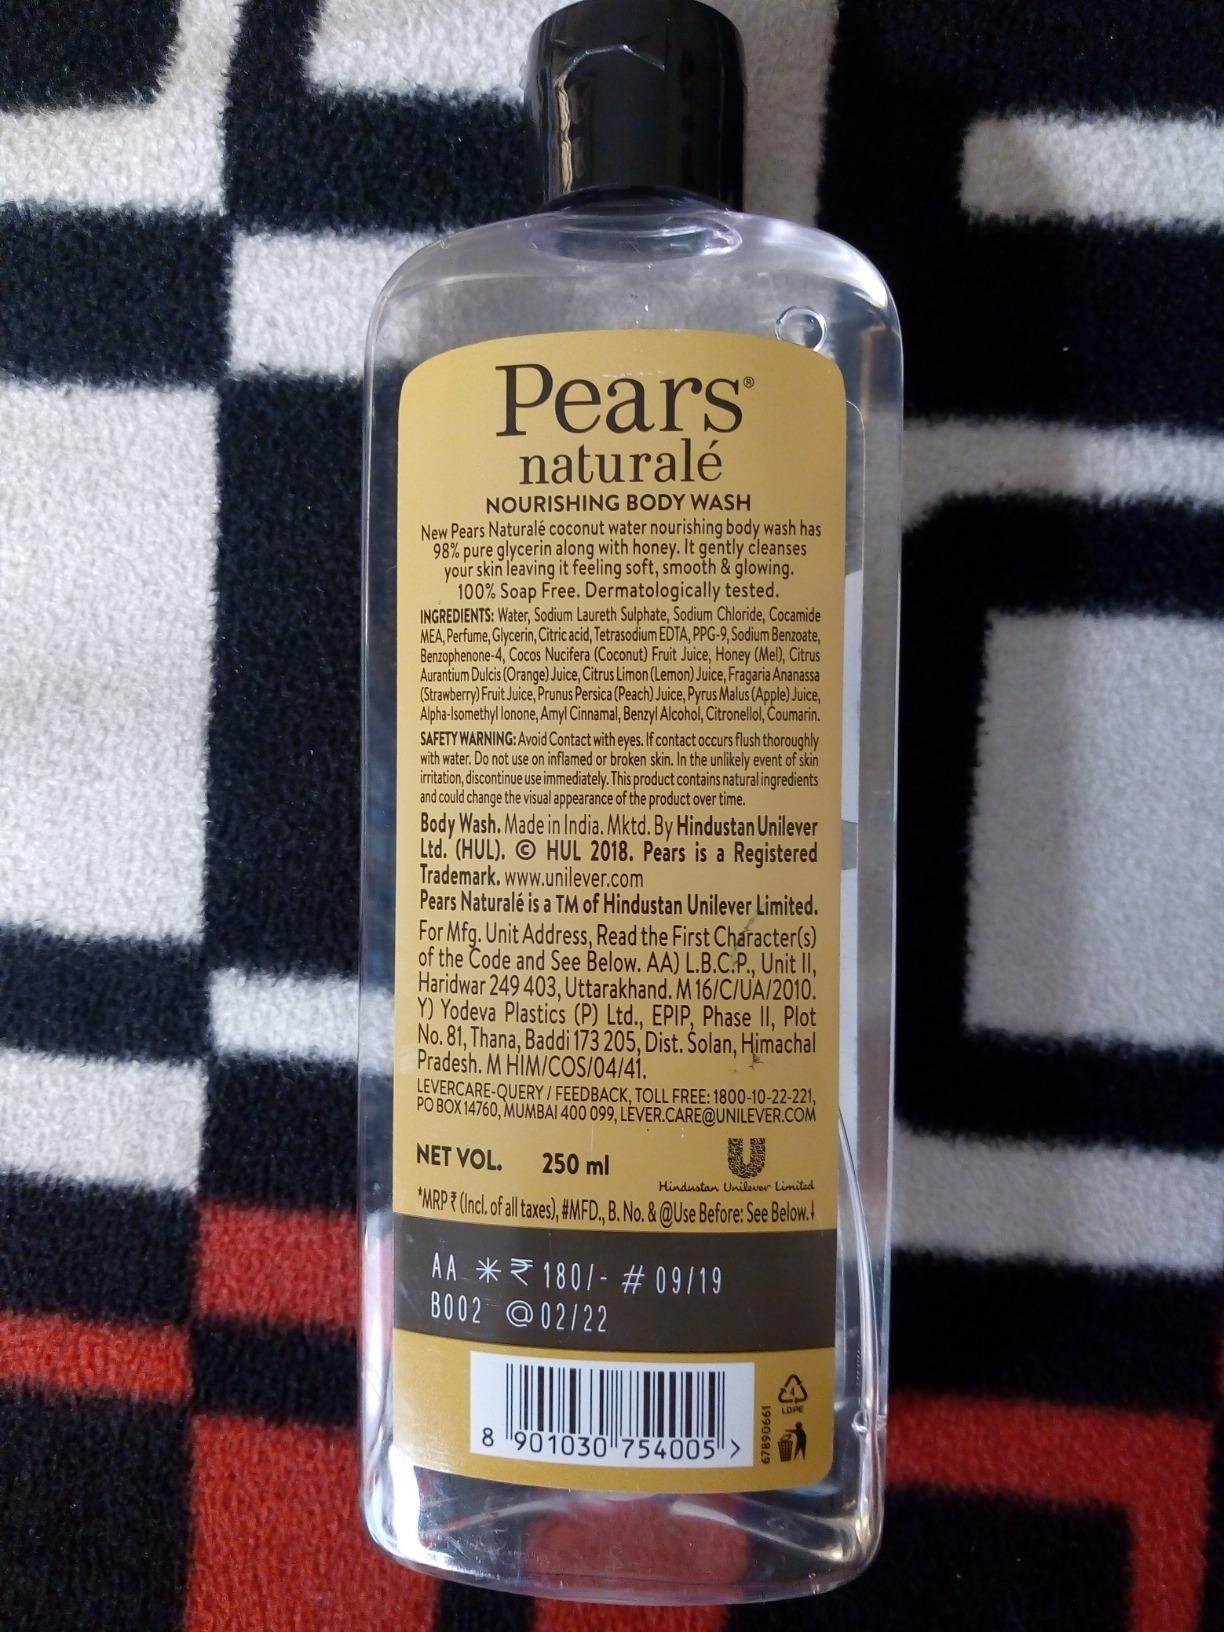 Pears®
naturalé
NOURISHING BODY WASH
New Pears Naturalé coconut water nourishing body wash has
98% pure glycerin along with honey. It gently cleanses
your skin leaving it feeling soft, smooth & glowing.
100% Soap Free. Dermatologically tested.
INGREDIENTS: Water, Sodium Laureth Sulphate, Sodium Chloride, Cocamide
MEA, Perfume, Glycerin, Citric acid, Tetrasodium EDTA, PPG-9, Sodium Benzoate,
Benzophenone-4, Cocos Nucifera (Coconut) Fruit Juice, Honey (Mel), Citrus
Aurantium Dulcis (Orange) Juice, Citrus Limon (Lemon) Juice, Fragaria Ananassa
(Strawberry) Fruit Juice, Prunus Persica (Peach) Juice, Pyrus Malus (Apple) Juice,
Alpha-Isomethyl Ionone, Amyl Cinnamal, Benzyl Alcohol, Citronellol, Coumarin.
SAFETY WARNING: Avoid Contact with eyes. If contact occurs flush thoroughly
with water. Do not use on inflamed or broken skin. In the unlikely event of skin
irritation, discontinue use immediately. This product contains natural ingredients
and could change the visual appearance of the product over time.
Body Wash. Made in India. Mktd. By Hindustan Unilever
Ltd. (HUL). © HUL 2018. Pears is a Registered
Trademark. www.unilever.com
Pears Naturalé is a TM of Hindustan Unilever Limited.
For Mfg. Unit Address, Read the First Character(s)
of the Code and See Below. AA) L.B.C.P., Unit II,
Haridwar 249 403, Uttarakhand. M 16/C/UA/2010.
Y) Yodeva Plastics (P) Ltd., EPIP, Phase II, Plot
No. 81, Thana, Baddi 173 205, Dist. Solan, Himachal
Pradesh. M HIM/COS/04/41.
LEVERCARE-QUERY / FEEDBACK, TOLL FREE: 1800-10-22-221,
PO BOX 14760, MUMBAI 400 099, LEVER.CARE@UNILEVER.COM
NET VOL. 250 ml
Hindustan Unilever Limited
*MRP ₹ (Incl. of all taxes), #MFD., B. No. & @Use Before: See Below.↓
AA *₹ 180/- # 09/19
B002 @02/22
8 901030 754005 >
67890661
4
LDPE